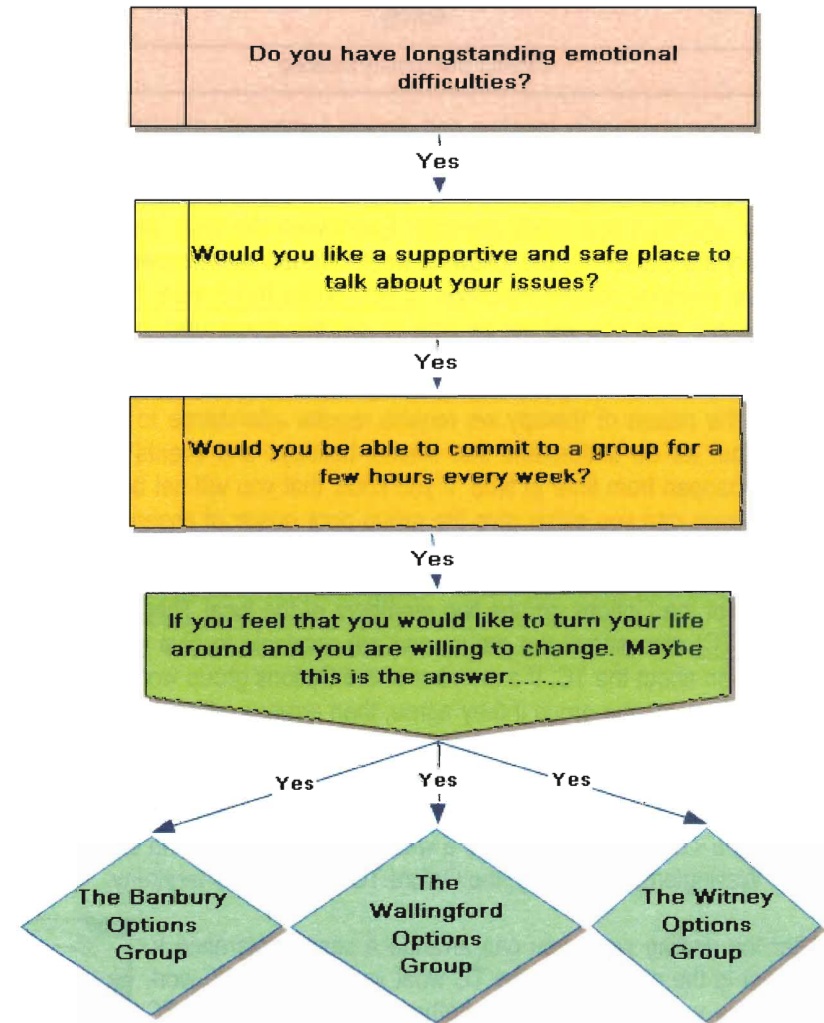 Do you have longstanding emotional
difficulties?
Yes
Would you like a supportive and safe place to
talk about your issues?
Yes
Would you be able to commit to a group for a
few hours every week?
Yes
If you feel that you would like to turn your life
around and you are willing to change. Maybe
this is the answer........
Yes
Yes
Yes
The Banbury
Options
Group
The
Wallingford
Options
Group
The Witney
Options
Group